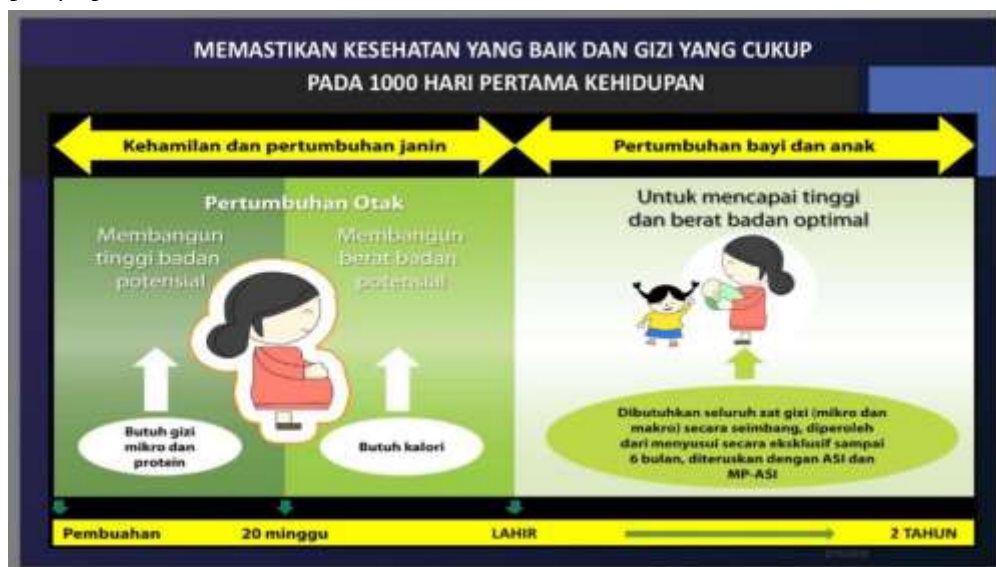 MEMASTIKAN KESEHATAN YANG BAIK DAN GIZI YANG CUKUP
PADA 1000 HARI PERTAMA KEHIDUPAN
Kehamilan dan pertumbuhan janin
Pertumbuhan bayi dan anak
Pertumbuhan Otak
Membangun
tinggi badan
potensial
Membangun
berat badan
potensial
Untuk mencapai tinggi
dan berat badan optimal
Butuh gizi
mikro dan
protein
Butuh kalori
Dibutuhkan seluruh zat gizi (mikro dan
makro) secara seimbang, diperoleh
dari menyusui secara eksklusif sampai
6 bulan, diteruskan dengan ASI dan
MP-ASI
Pembuahan
20 minggu
LAHIR
2 TAHUN